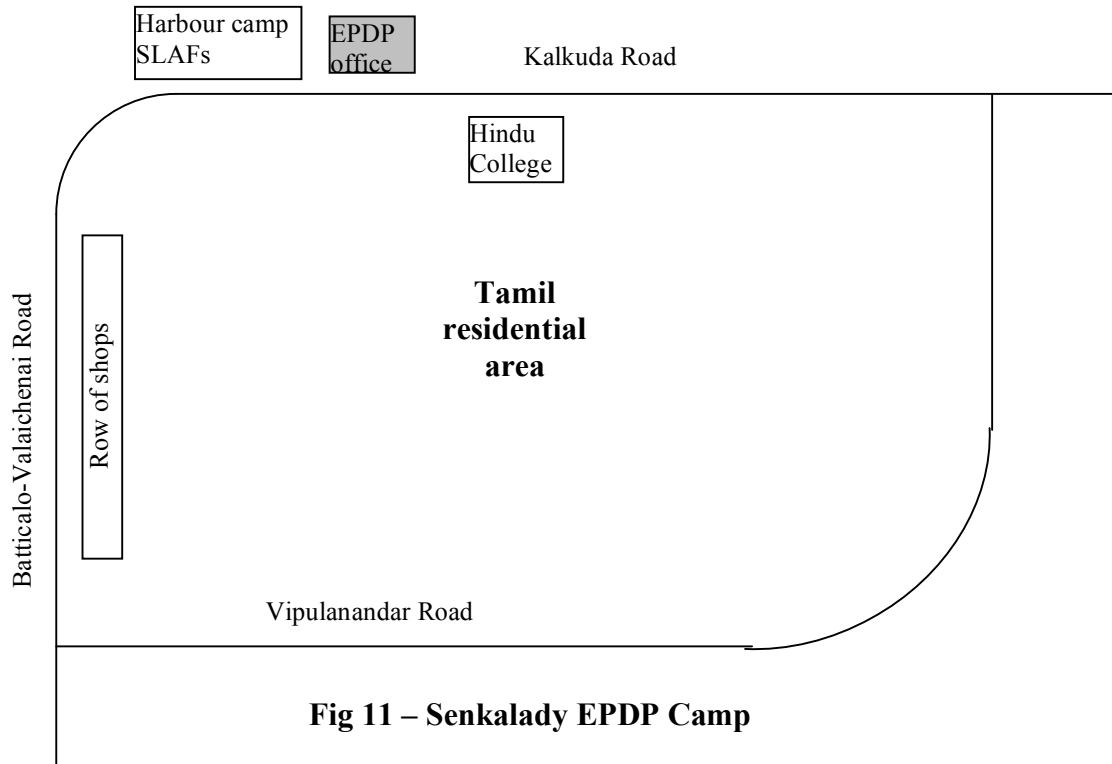 Harbour camp
SLAFs
EPDP
office
Kalkuda Road
Hindu
College
Tamil
residential
area
Batticalo-Valaichenai Road
Row of shops
Vipulanandar Road
Fig 11 – Senkalady EPDP Camp